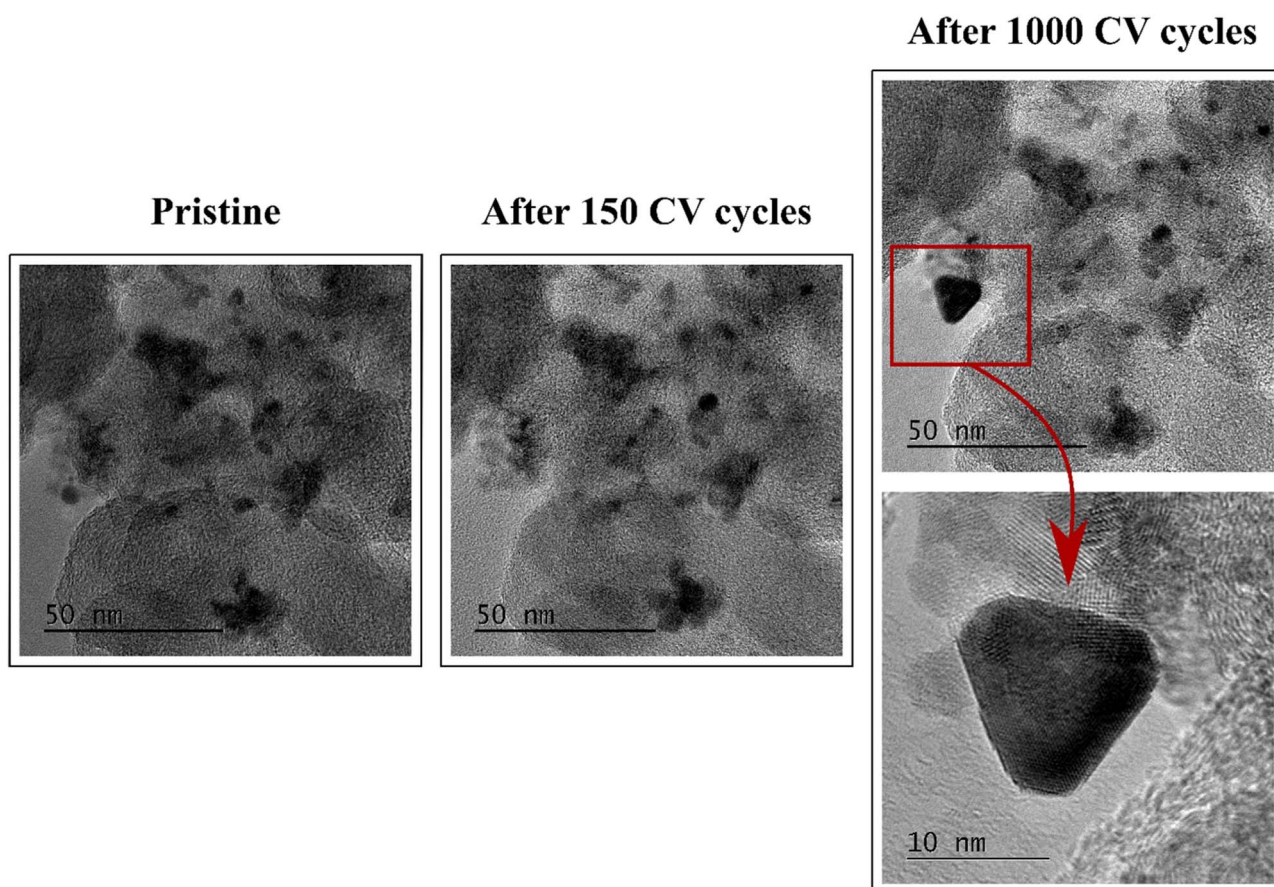 Pristine
50 nm
After 150 CV cycles
50 nm
After 1000 CV cycles
50 nm
10 nm